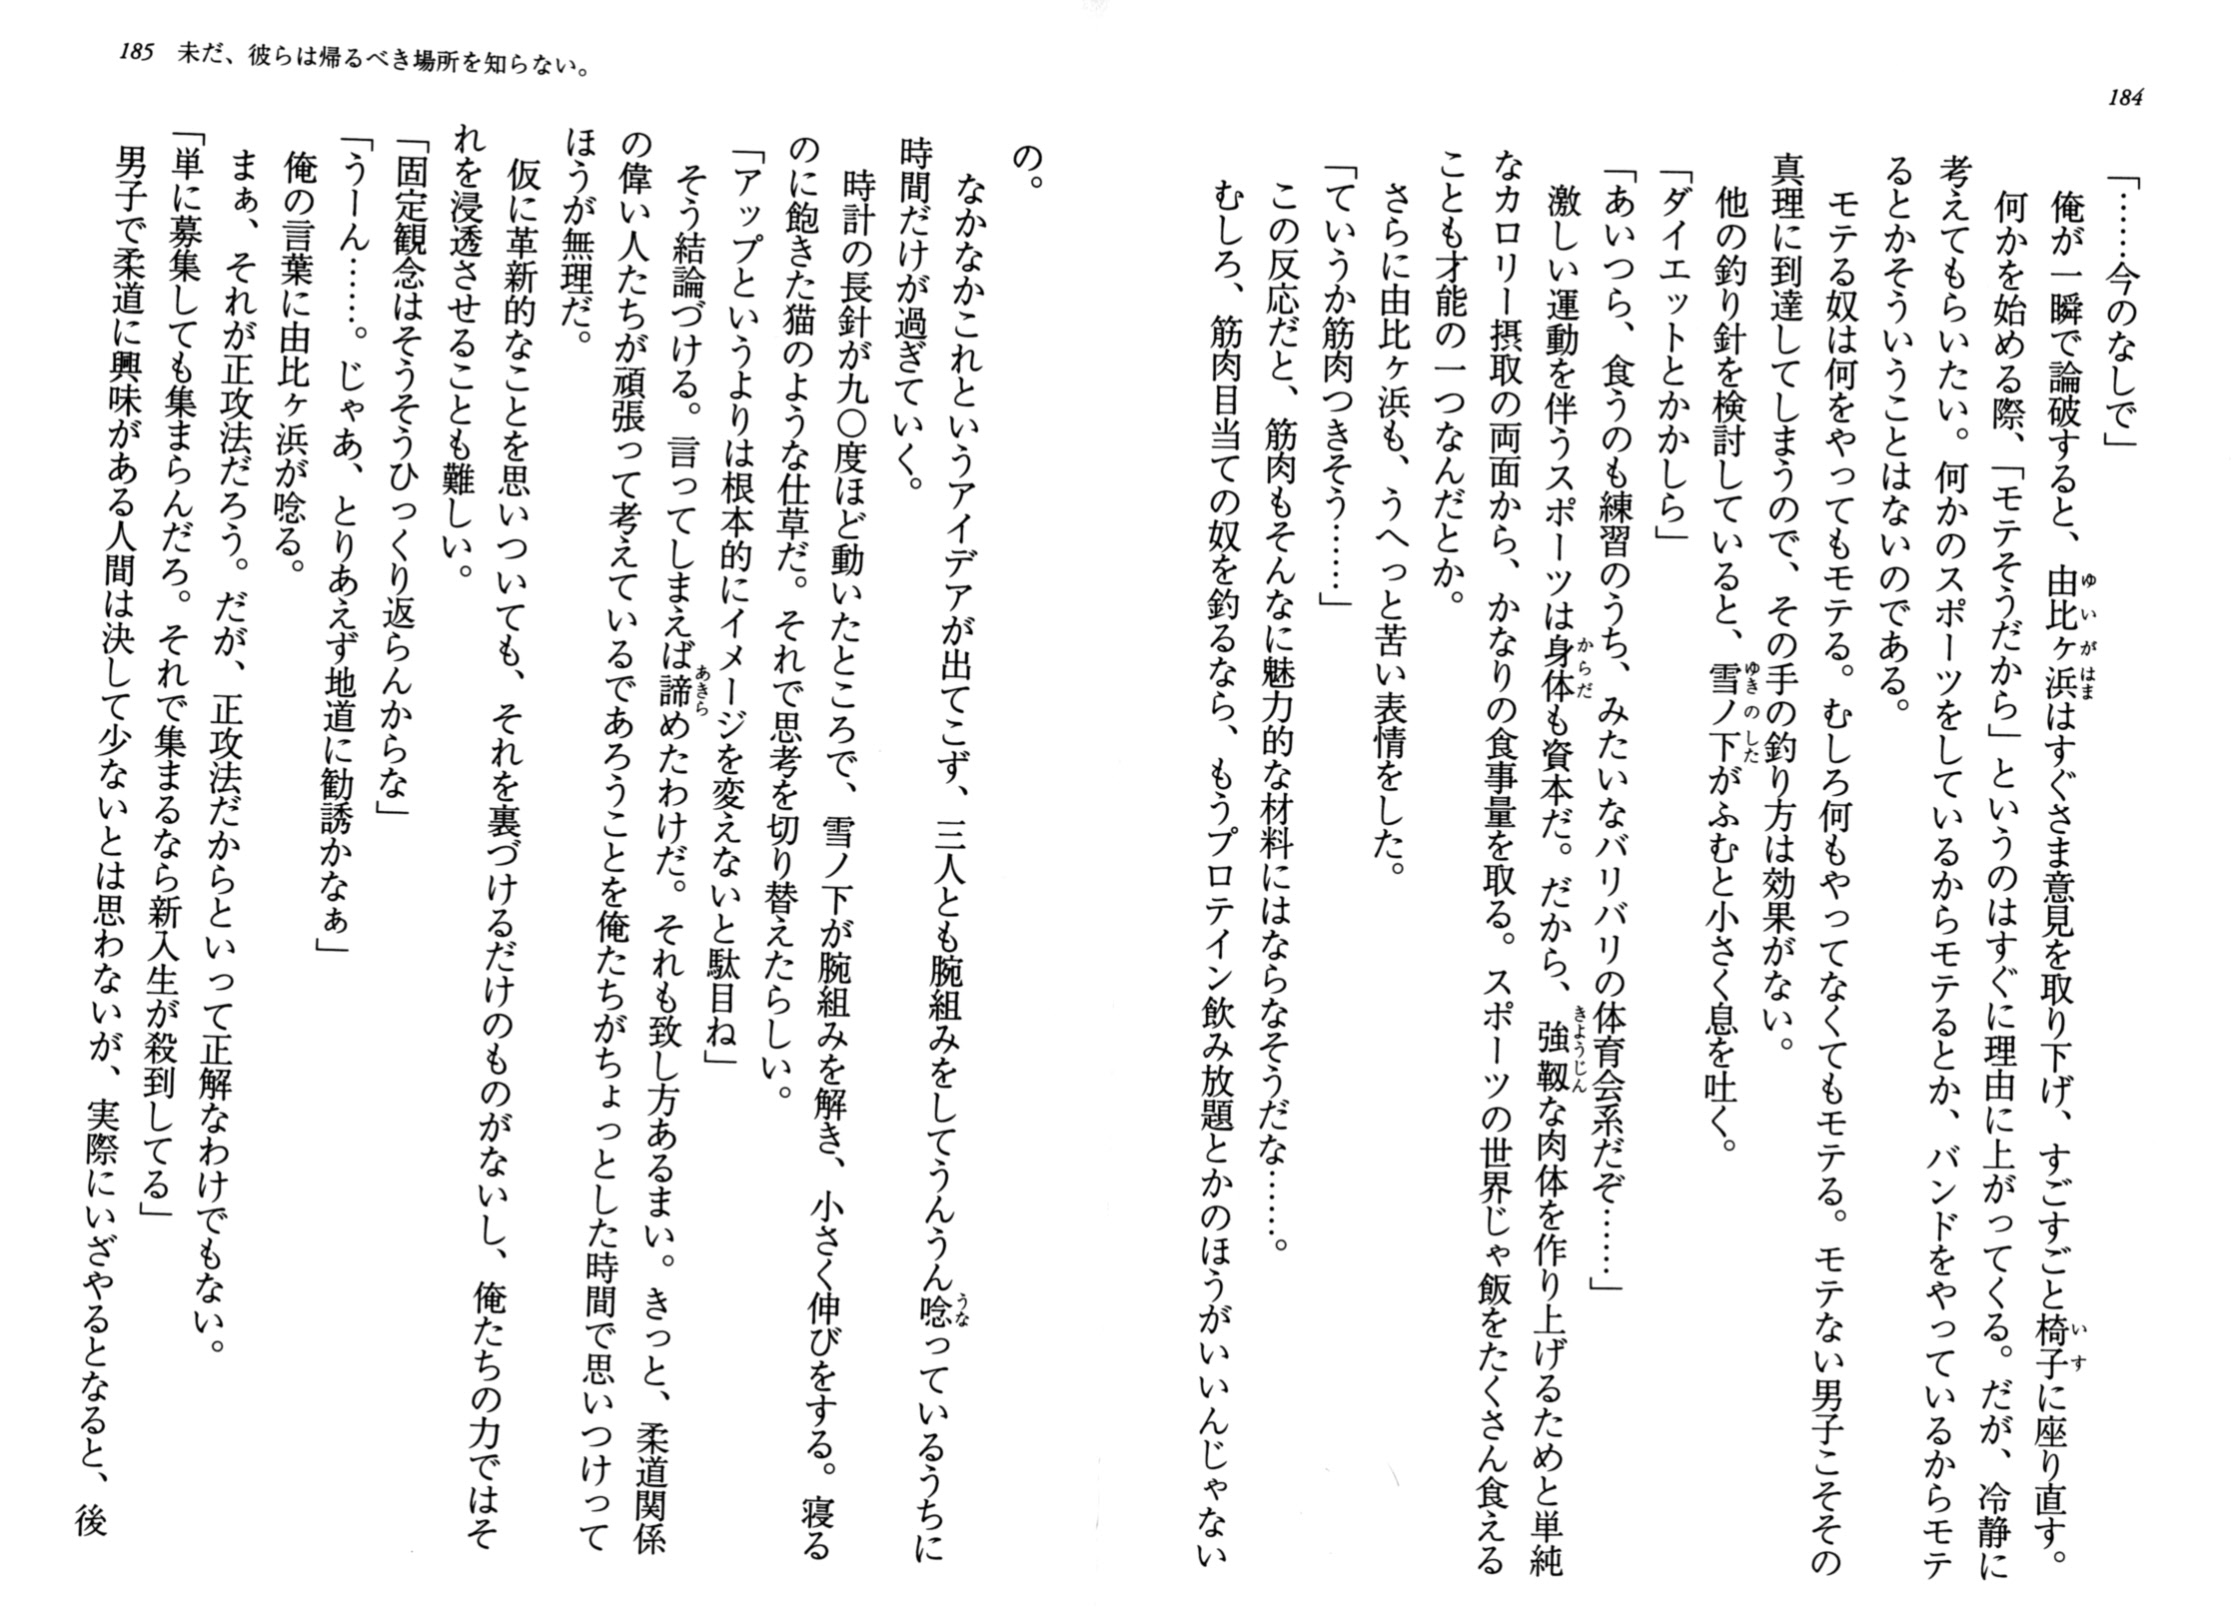 184
「……今のなしで」
俺が一瞬で論破すると、由比ヶ浜はすぐさま意見を取り下げ、すごすごと椅子に座り直す。
何かを始める際、「モテそうだから」というのはすぐに理由に上がってくる。だが、冷静に
考えてもらいたい。何かのスポーツをしているからモテるとか、バンドをやっているからモテ
るとかそういうことはないのである。
モテる奴は何をやってもモテる。むしろ何もやってなくてもモテる。モテない男子こそその
真理に到達してしまうので、その手の釣り方は効果がない。
他の釣り針を検討していると、雪ノ下がふむと小さく息を吐く。
「ダイエットとかかしら」
「あいつら、食うのも練習のうち、みたいなバリバリの体育会系だぞ……」
激しい運動を伴うスポーツは身体も資本だ。だから、強靱な肉体を作り上げるためと単純
なカロリー摂取の両面から、かなりの食事量を取る。スポーツの世界じゃ飯をたくさん食える
ことも才能の一つなんだとか。
さらに由比ヶ浜も、うへっと苦い表情をした。
「ていうか筋肉つきそう……」
この反応だと、筋肉もそんなに魅力的な材料にはならなそうだな……。
むしろ、筋肉目当ての奴を釣るなら、もうプロテイン飲み放題とかのほうがいいんじゃない
185 未だ、彼らは帰るべき場所を知らない。
の。
なかなかこれというアイデアが出てこず、三人とも腕組みをしてうんうん唸っているうちに
時間だけが過ぎていく。
時計の長針が九〇度ほど動いたところで、雪ノ下が腕組みを解き、小さく伸びをする。寝る
のに飽きた猫のような仕草だ。それで思考を切り替えたらしい。
「アップというよりは根本的にイメージを変えないと駄目ね」
そう結論づける。言ってしまえば諦めたわけだ。それも致し方あるまい。きっと、柔道関係
の偉い人たちが頑張って考えているであろうことを俺たちがちょっとした時間で思いつけって
ほうが無理だ。
仮に革新的なことを思いついても、それを裏づけるだけのものがないし、俺たちの力ではそ
れを浸透させることも難しい。
「固定観念はそうそうひっくり返らんからな」
「うーん……。じゃあ、とりあえず地道に勧誘かなぁ」
俺の言葉に由比ヶ浜が唸る。
まぁ、それが正攻法だろう。だが、正攻法だからといって正解なわけでもない。
「単に募集しても集まらんだろ。それで集まるなら新入生が殺到してる」
男子で柔道に興味がある人間は決して少ないとは思わないが、実際にいざやるとなると、後